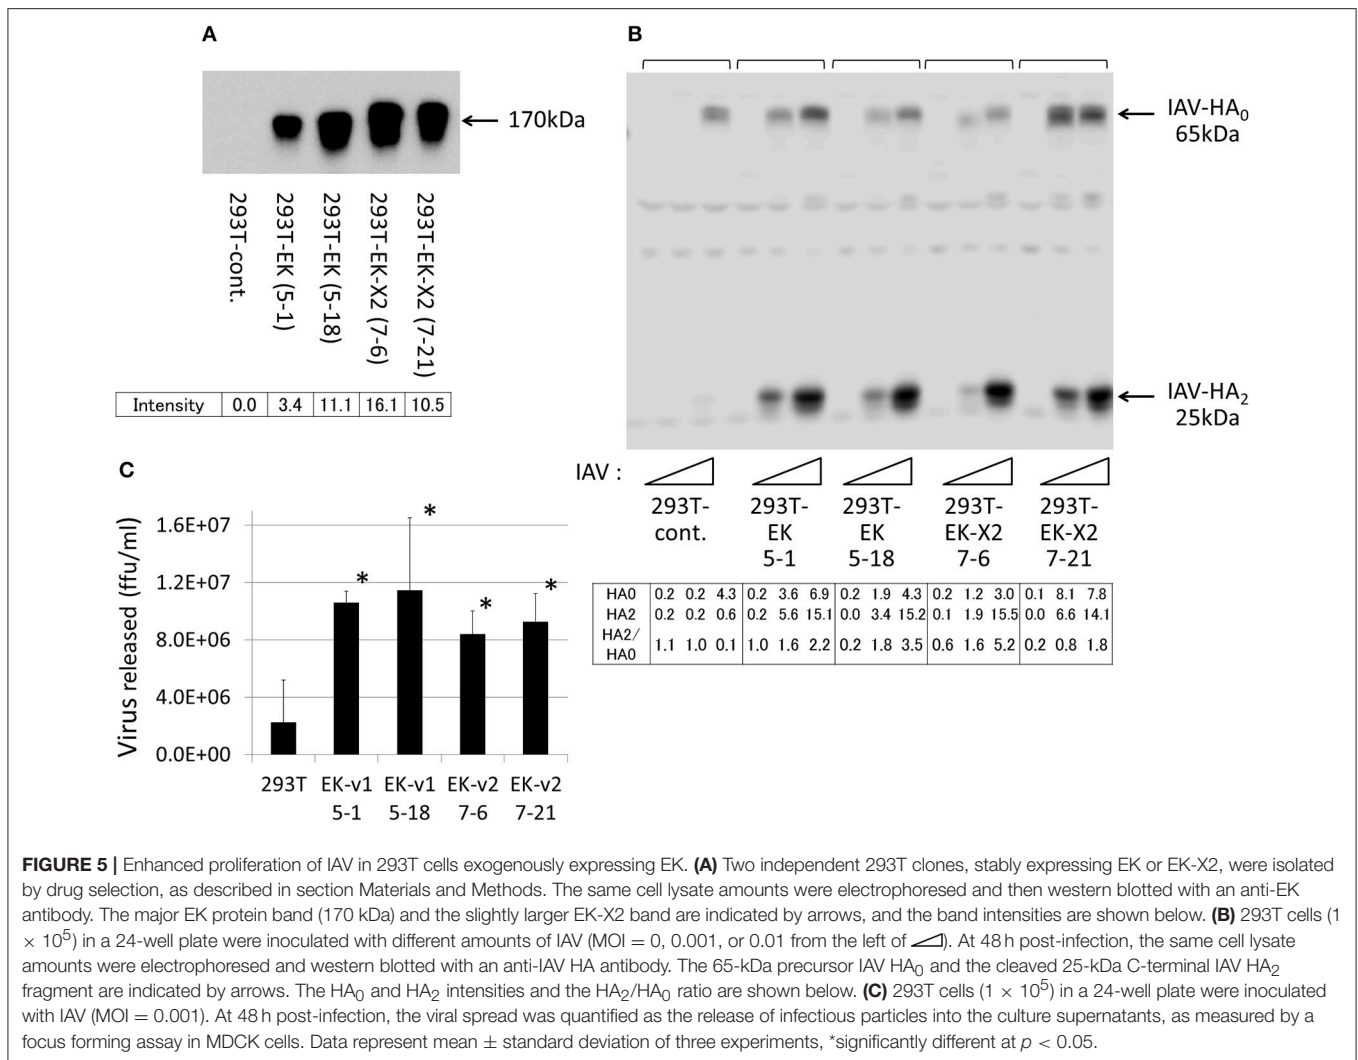 A
170kDa
293T-cont.
293T-EK (5-1)
293T-EK (5-18)
293T-EK-X2 (7-6)
293T-EK-X2 (7-21)
Intensity 0.0 3.4 11.1 16.1 10.5
B
IAV-HA₀
65kDa
IAV-HA₂
25kDa
IAV :
293T-
cont.
293T-
EK
5-1
293T-
EK
5-18
293T-
EK-X2
7-6
293T-
EK-X2
7-21
HA0 0.2 0.2 4.3 0.2 3.6 6.9 0.2 1.9 4.3 0.2 1.2 3.0 0.1 8.1 7.8
HA2 0.2 0.2 0.6 0.2 5.6 15.1 0.0 3.4 15.2 0.1 1.9 15.5 0.0 6.6 14.1
HA2/
HA0 1.1 1.0 0.1 1.0 1.6 2.2 0.2 1.8 3.5 0.6 1.6 5.2 0.2 0.8 1.8
C
Virus released (ffu/ml)
1.6E+07
1.2E+07
8.0E+06
4.0E+06
0.0E+00
* * * *
293T EK-v1 EK-v1 EK-v2 EK-v2
5-1 5-18 7-6 7-21
FIGURE 5 | Enhanced proliferation of IAV in 293T cells exogenously expressing EK. (A) Two independent 293T clones, stably expressing EK or EK-X2, were isolated
by drug selection, as described in section Materials and Methods. The same cell lysate amounts were electrophoresed and then western blotted with an anti-EK
antibody. The major EK protein band (170 kDa) and the slightly larger EK-X2 band are indicated by arrows, and the band intensities are shown below. (B) 293T cells (1
× 10⁵) in a 24-well plate were inoculated with different amounts of IAV (MOI = 0, 0.001, or 0.01 from the left of ). At 48 h post-infection, the same cell lysate
amounts were electrophoresed and western blotted with an anti-IAV HA antibody. The 65-kDa precursor IAV HA₀ and the cleaved 25-kDa C-terminal IAV HA₂
fragment are indicated by arrows. The HA₀ and HA₂ intensities and the HA₂/HA₀ ratio are shown below. (C) 293T cells (1 × 10⁵) in a 24-well plate were inoculated
with IAV (MOI = 0.001). At 48 h post-infection, the viral spread was quantified as the release of infectious particles into the culture supernatants, as measured by a
focus forming assay in MDCK cells. Data represent mean ± standard deviation of three experiments, *significantly different at p < 0.05.